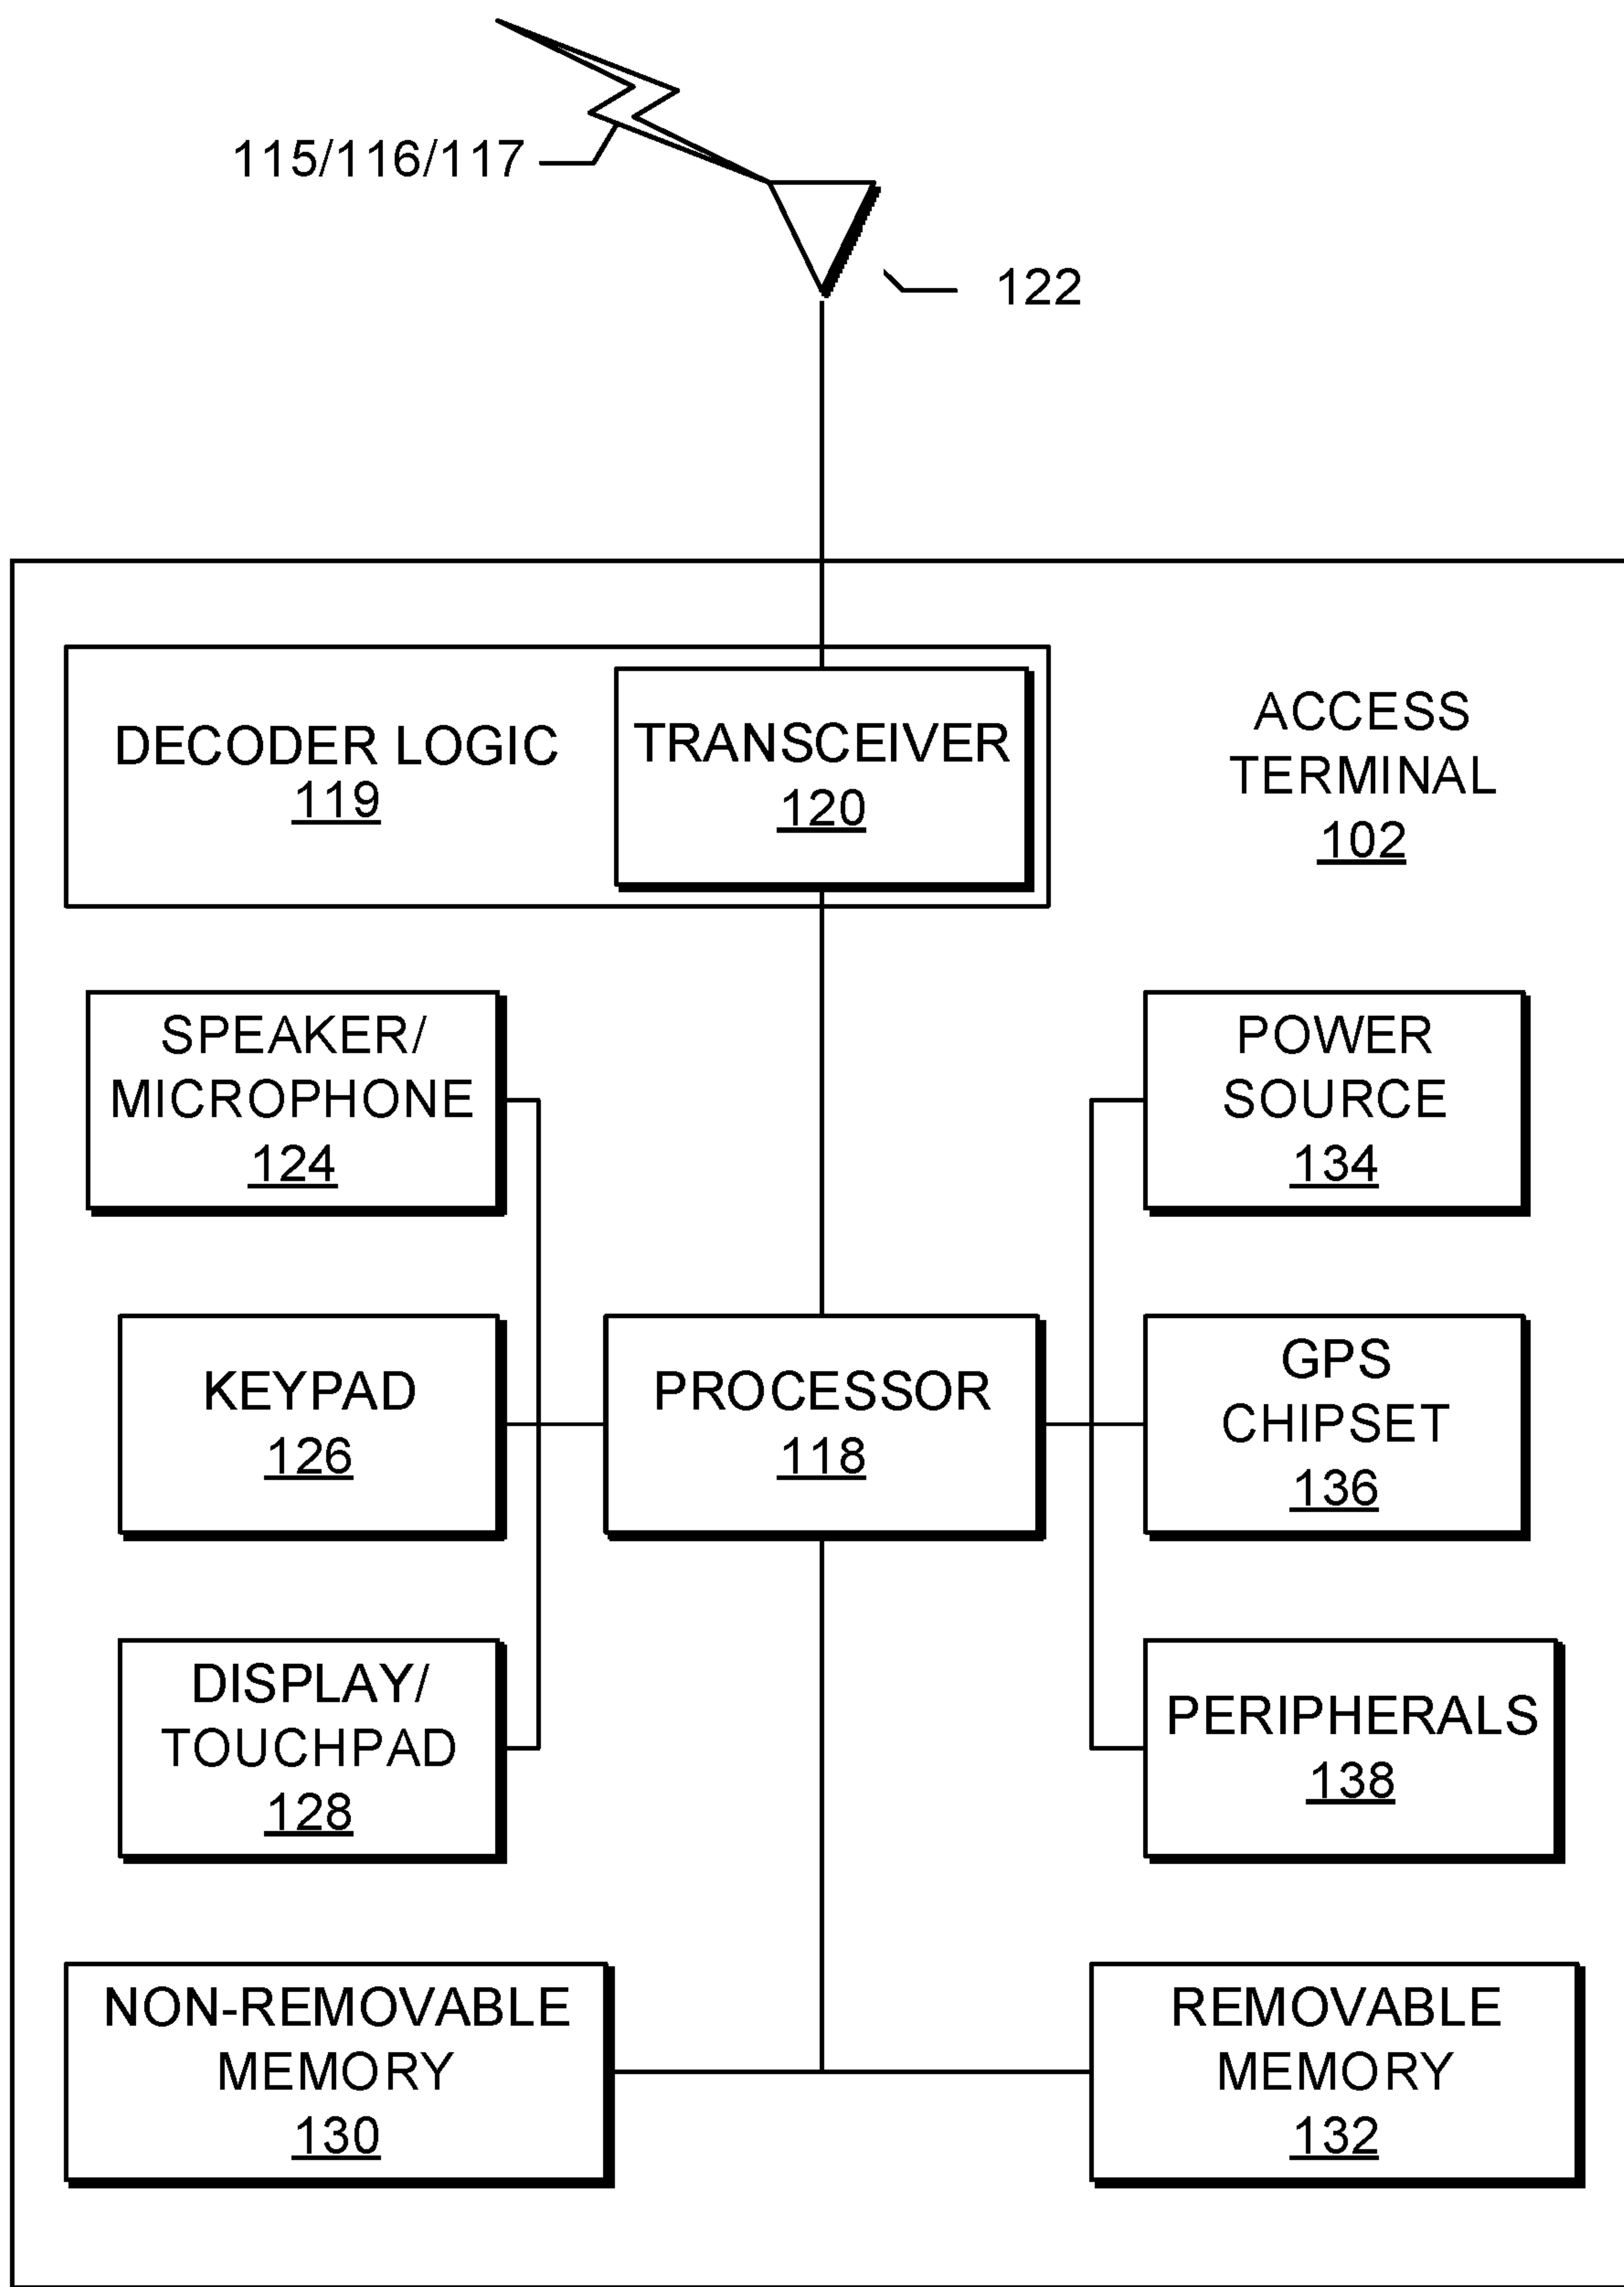 115/116/117
122
DECODER LOGIC
119
TRANSCEIVER
120
ACCESS
TERMINAL
102
SPEAKER/
MICROPHONE
124
POWER
SOURCE
134
KEYPAD
126
PROCESSOR
118
GPS
CHIPSET
136
DISPLAY/
TOUCHPAD
128
PERIPHERALS
138
NON-REMOVABLE
MEMORY
130
REMOVABLE
MEMORY
132